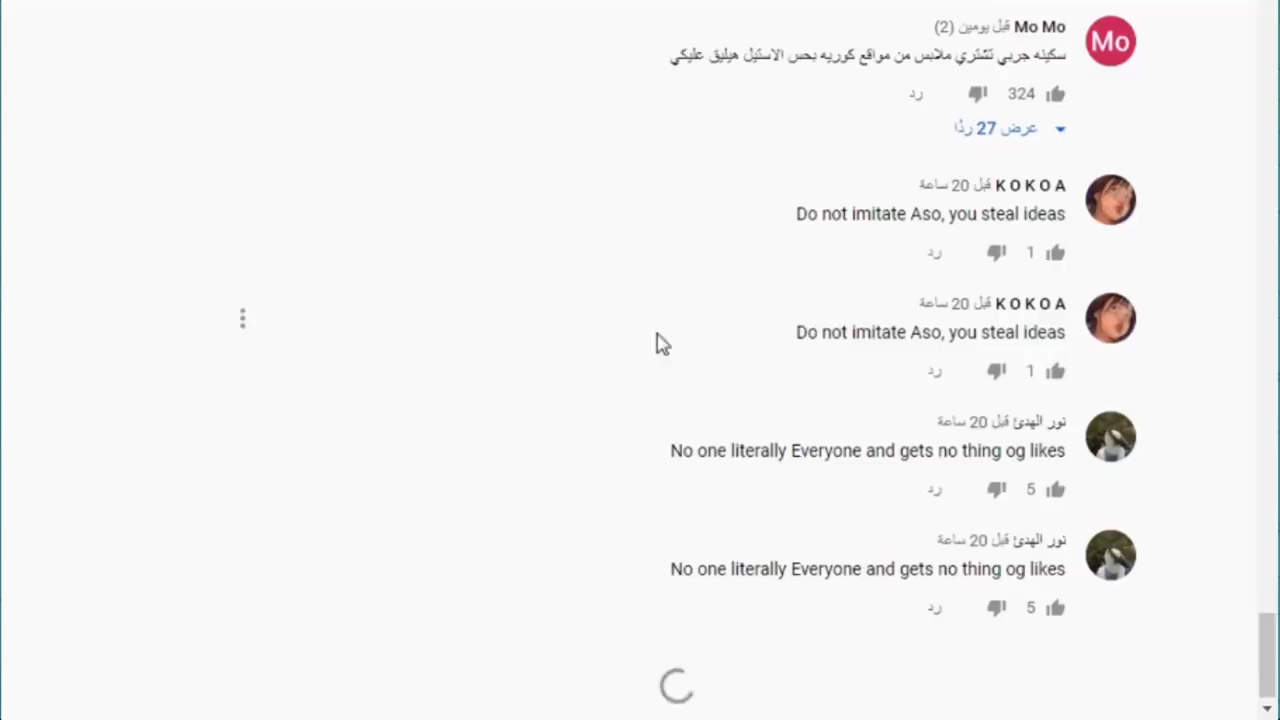 Mo Mo قبل يومين (2)
Mo
سكينه جربي تشتري ملابس من مواقع كوريه بحس الاستيل هيليق عليكي
324 رد
عرض 27 ردًا
K O K O A قبل 20 ساعة
Do not imitate Aso, you steal ideas
1 رد
K O K O A قبل 20 ساعة
Do not imitate Aso, you steal ideas
1 رد
نور الهدئ قبل 20 ساعة
No one literally Everyone and gets no thing og likes
5 رد
نور الهدئ قبل 20 ساعة
No one literally Everyone and gets no thing og likes
5 رد